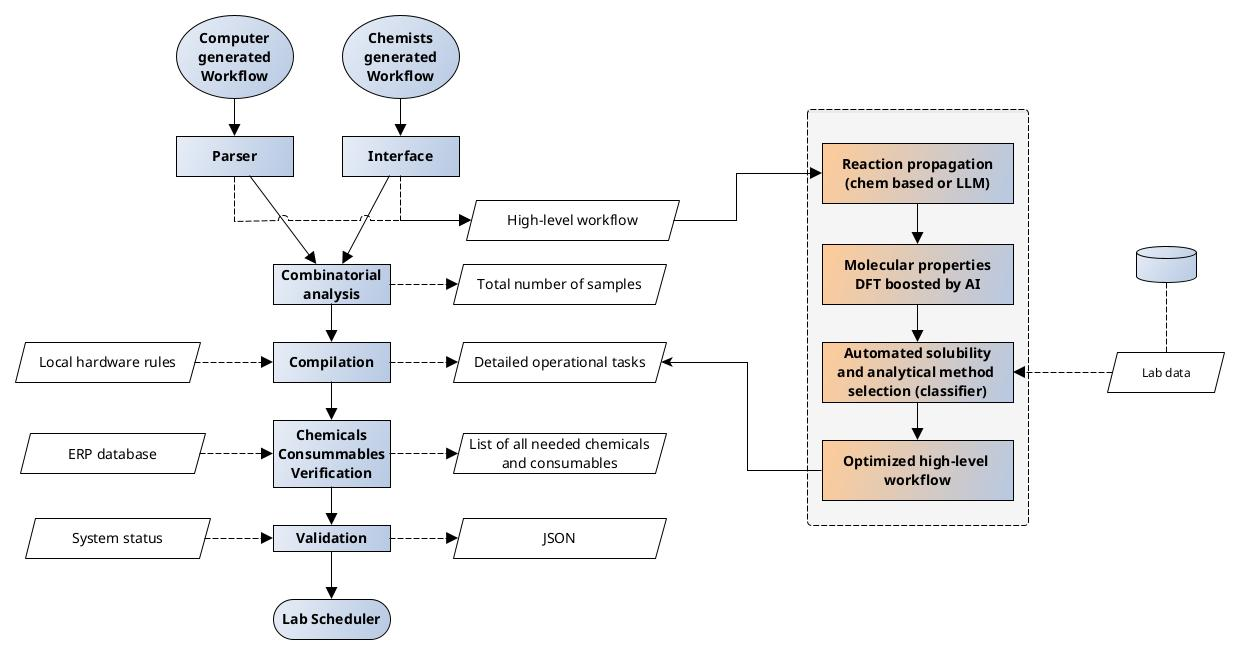 Computer
generated
Workflow
Chemists
generated
Workflow
Parser
Interface
High-level workflow
Combinatorial
analysis
Total number of samples
Local hardware rules
Compilation
Detailed operational tasks
ERP database
Chemicals
Consummables
Verification
List of all needed chemicals
and consumables
System status
Validation
JSON
Lab Scheduler
Reaction propagation
(chem based or LLM)
Molecular properties
DFT boosted by AI
Automated solubility
and analytical method
selection (classifier)
Optimized high-level
workflow
Lab data